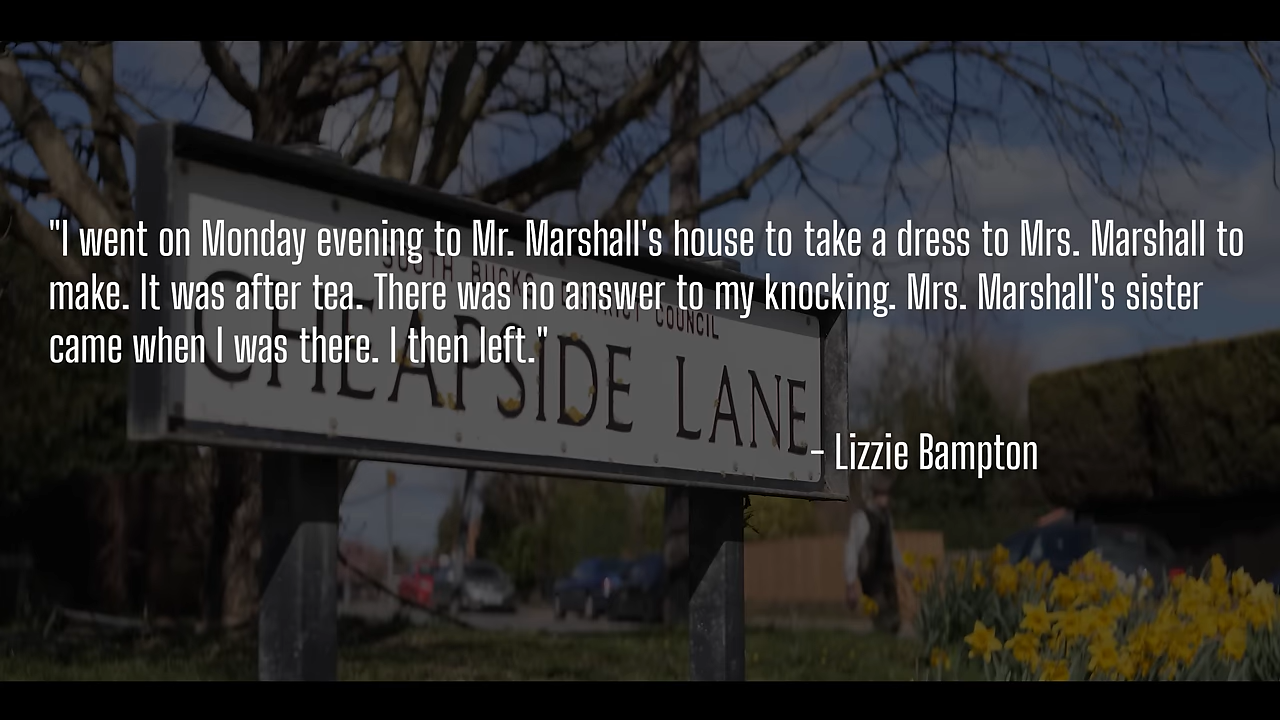 "I went on Monday evening to Mr. Marshall's house to take a dress to Mrs. Marshall to
make. It was after tea. There was no answer to my knocking. Mrs. Marshall's sister
came when I was there. I then left."
- Lizzie Bampton
SOUTH BUCKS DISTRICT COUNCIL
CHEAPSIDE LANE